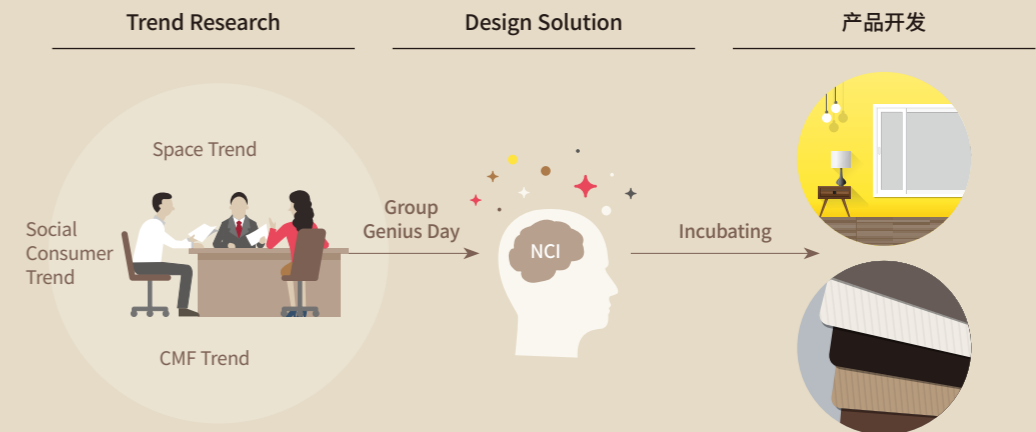 Trend Research
Design Solution
产品开发
Space Trend
Social
Consumer
Trend
CMF Trend
Group
Genius Day
NCI
Incubating